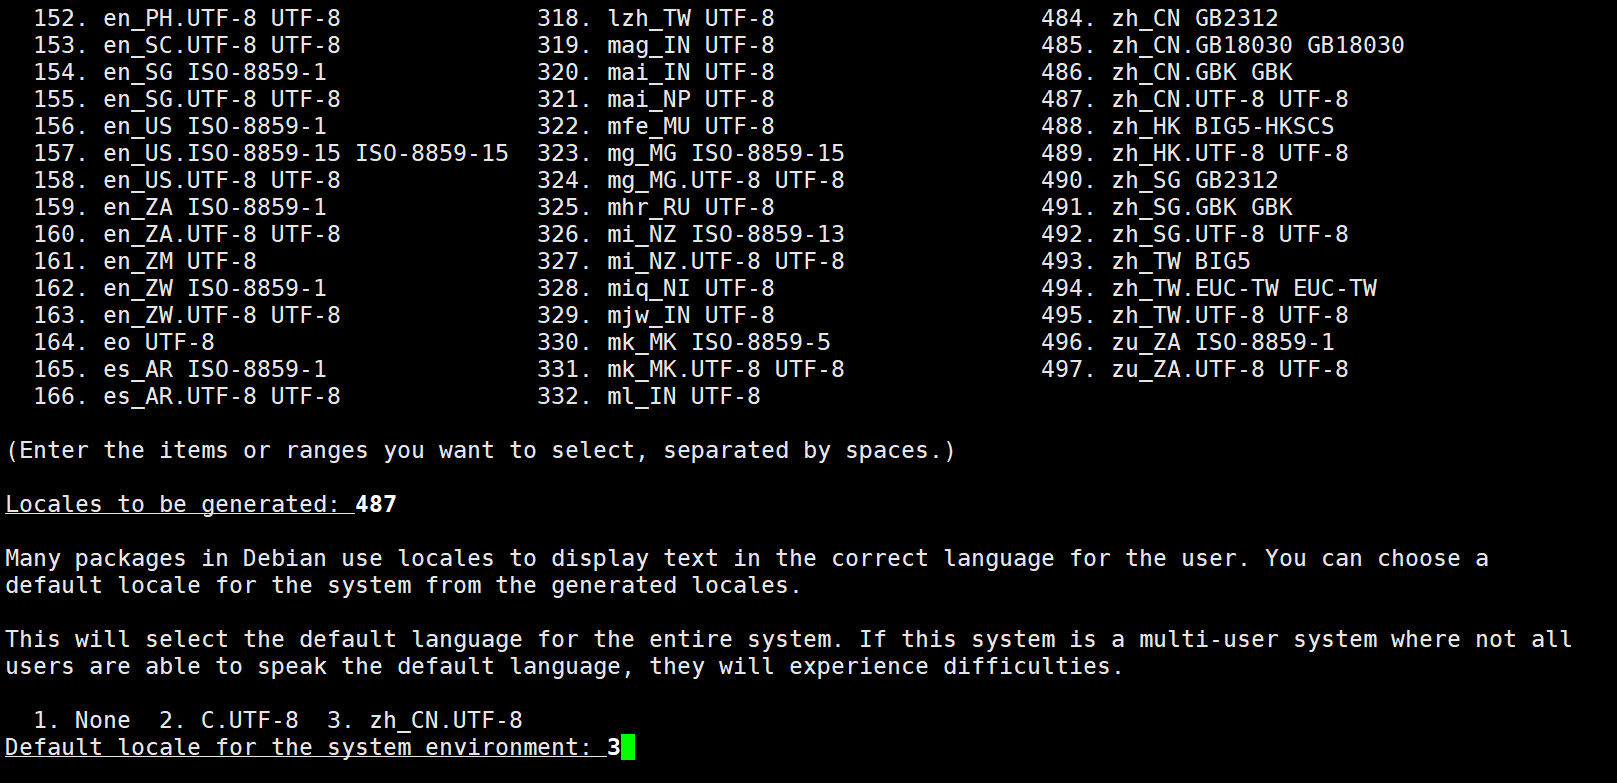 152. en_PH.UTF-8 UTF-8 318. lzh_TW UTF-8 484. zh_CN GB2312
153. en_SC.UTF-8 UTF-8 319. mag_IN UTF-8 485. zh_CN.GB18030 GB18030
154. en_SG ISO-8859-1 320. mai_IN UTF-8 486. zh_CN.GBK GBK
155. en_SG.UTF-8 UTF-8 321. mai_NP UTF-8 487. zh_CN.UTF-8 UTF-8
156. en_US ISO-8859-1 322. mfe_MU UTF-8 488. zh_HK BIG5-HKSCS
157. en_US.ISO-8859-15 ISO-8859-15 323. mg_MG ISO-8859-15 489. zh_HK.UTF-8 UTF-8
158. en_US.UTF-8 UTF-8 324. mg_MG.UTF-8 UTF-8 490. zh_SG GB2312
159. en_ZA ISO-8859-1 325. mhr_RU UTF-8 491. zh_SG.GBK GBK
160. en_ZA.UTF-8 UTF-8 326. mi_NZ ISO-8859-13 492. zh_SG.UTF-8 UTF-8
161. en_ZM UTF-8 327. mi_NZ.UTF-8 UTF-8 493. zh_TW BIG5
162. en_ZW ISO-8859-1 328. miq_NI UTF-8 494. zh_TW.EUC-TW EUC-TW
163. en_ZW.UTF-8 UTF-8 329. mjw_IN UTF-8 495. zh_TW.UTF-8 UTF-8
164. eo UTF-8 330. mk_MK ISO-8859-5 496. zu_ZA ISO-8859-1
165. es_AR ISO-8859-1 331. mk_MK.UTF-8 UTF-8 497. zu_ZA.UTF-8 UTF-8
166. es_AR.UTF-8 UTF-8 332. ml_IN UTF-8
(Enter the items or ranges you want to select, separated by spaces.)
Locales to be generated: 487
Many packages in Debian use locales to display text in the correct language for the user. You can choose a
default locale for the system from the generated locales.
This will select the default language for the entire system. If this system is a multi-user system where not all
users are able to speak the default language, they will experience difficulties.
1. None 2. C.UTF-8 3. zh_CN.UTF-8
Default locale for the system environment: 3